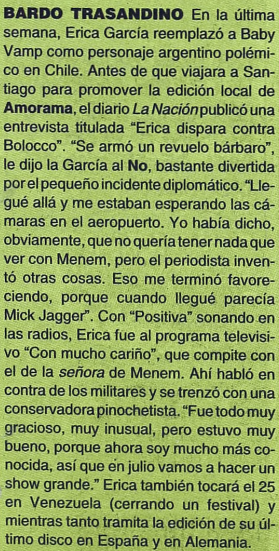 BARDO TRASANDINO En la última
semana, Erica García reemplazó a Baby
Vamp como personaje argentino polémi-
co en Chile. Antes de que viajara a San-
tiago para promover la edición local de
Amorama, el diario La Nación publicó una
entrevista titulada “Erica dispara contra
Bolocco”. “Se armó un revuelo bárbaro”,
le dijo la García al No, bastante divertida
por el pequeño incidente diplomático. “Lle-
gué allá y me estaban esperando las cá-
maras en el aeropuerto. Yo había dicho,
obviamente, que no quería tener nada que
ver con Menem, pero el periodista inven-
tó otras cosas. Eso me terminó favore-
ciendo, porque cuando llegué parecía
Mick Jagger”. Con “Positiva” sonando en
las radios, Erica fue al programa televisi-
vo “Con mucho cariño”, que compite con
el de la señora de Menem. Ahí habló en
contra de los militares y se trenzó con una
conservadora pinochetista. “Fue todo muy
gracioso, muy inusual, pero estuvo muy
bueno, porque ahora soy mucho más co-
nocida, así que en julio vamos a hacer un
show grande.” Erica también tocará el 25
en Venezuela (cerrando un festival) y
mientras tanto tramita la edición de su úl-
timo disco en España y en Alemania.